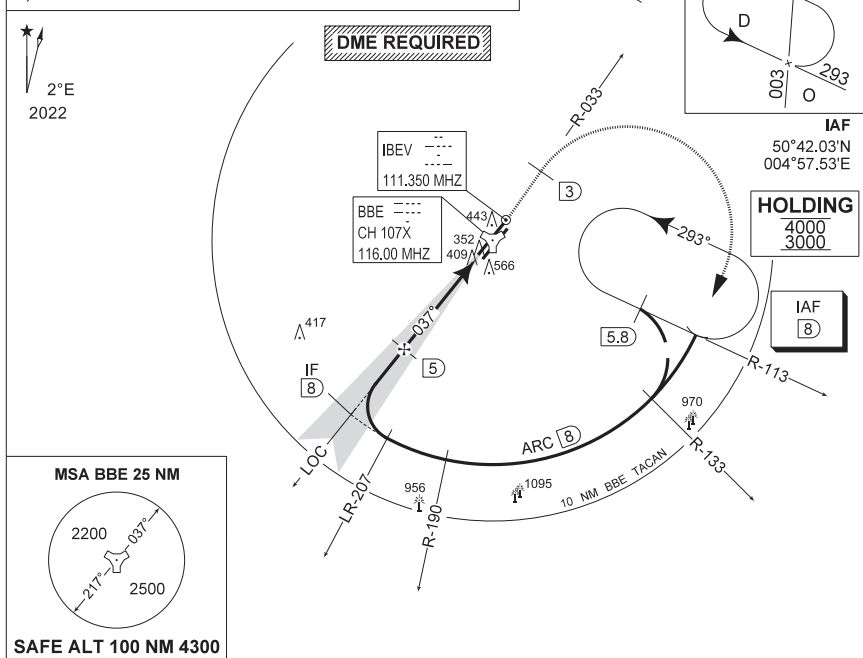 DME REQUIRED
2°E
2022
D
293
003
O
IAF
50°42.03'N
004°57.53'E
HOLDING
4000
3000
IAF
8
R-033
IBEV
111.350 MHZ
3
BBE
CH 107X
116.00 MHZ
443
352
409
566
293°
417
037°
5.8
5
IF
8
R-113
970
ARC 8
R-133
LOC
LR-207
R-190
956
1095
10 NM BBE TACAN
MSA BBE 25 NM
2200
037°
217°
2500
SAFE ALT 100 NM 4300